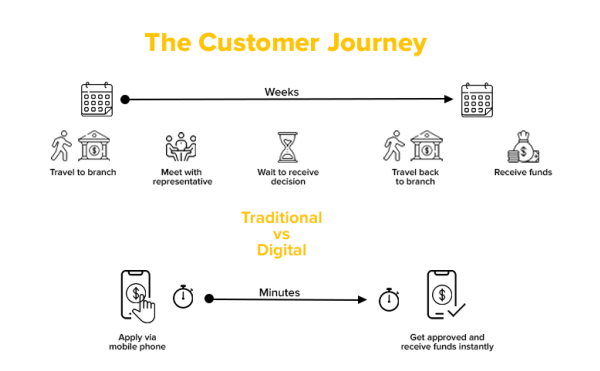 The Customer Journey
Weeks
Travel to branch
Meet with
representative
Wait to receive
decision
Travel back
to branch
Receive funds
Traditional
vs
Digital
Minutes
Apply via
mobile phone
Get approved and
receive funds instantly